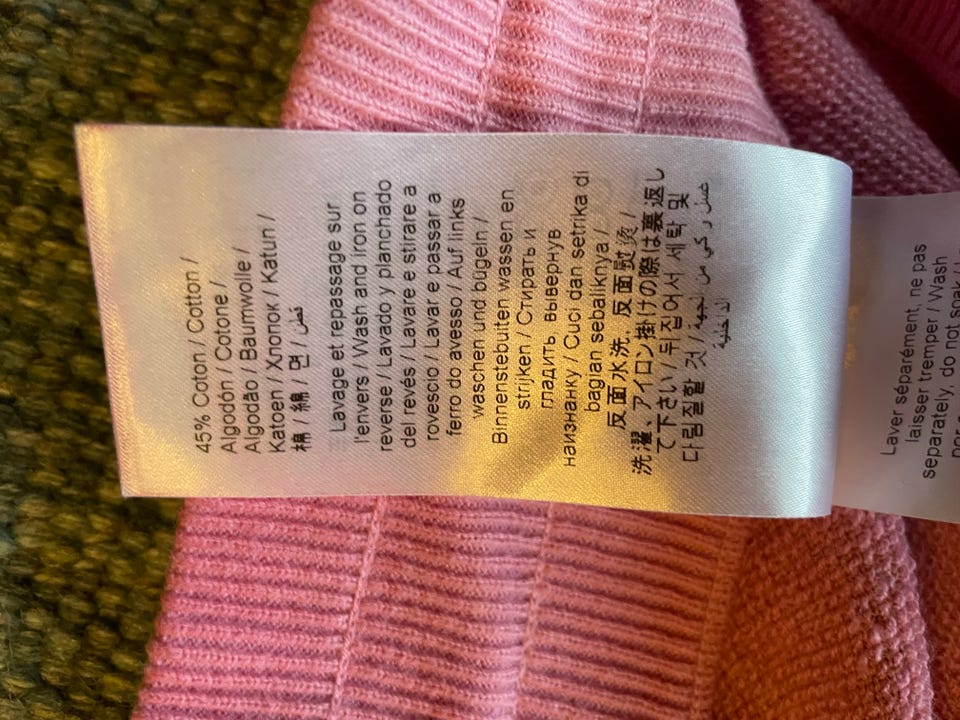 45% Coton / Cotton /
Algodón / Cotone /
Algodão / Baumwolle /
Katoen / Хлопок / Katun /
棉 / 綿 / 면 / قطن /
Lavage et repassage sur
l'envers / Wash and iron on
reverse / Lavado y planchado
del revés / Lavare e stirare a
rovescio / Lavar e passar a
ferro do avesso / Auf links
waschen und bügeln /
Binnenstebuiten wassen en
strijken / Стирать и
гладить, вывернув
наизнанку / Cuci dan setrika di
bagian sebaliknya /
反面水洗, 反面熨烫 /
洗濯、アイロン掛けの際は裏返し
て下さい / 뒤집어서 세탁 및
다림질할 것 / غسل و كي من الجهة
الداخلية
Laver séparément, ne pas
laisser tremper / Wash
separately, do not soak /